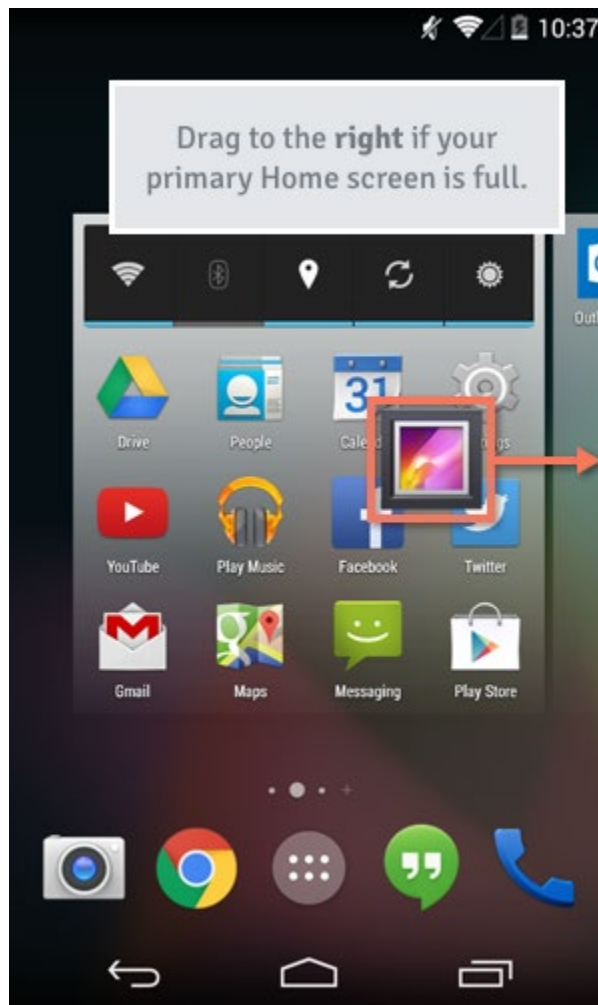 10:37
Drag to the right if your
primary Home screen is full.
31
Drive
People
YouTube
Play Music
Facebook
Twitter
Gmail
Maps
Messaging
Play Store